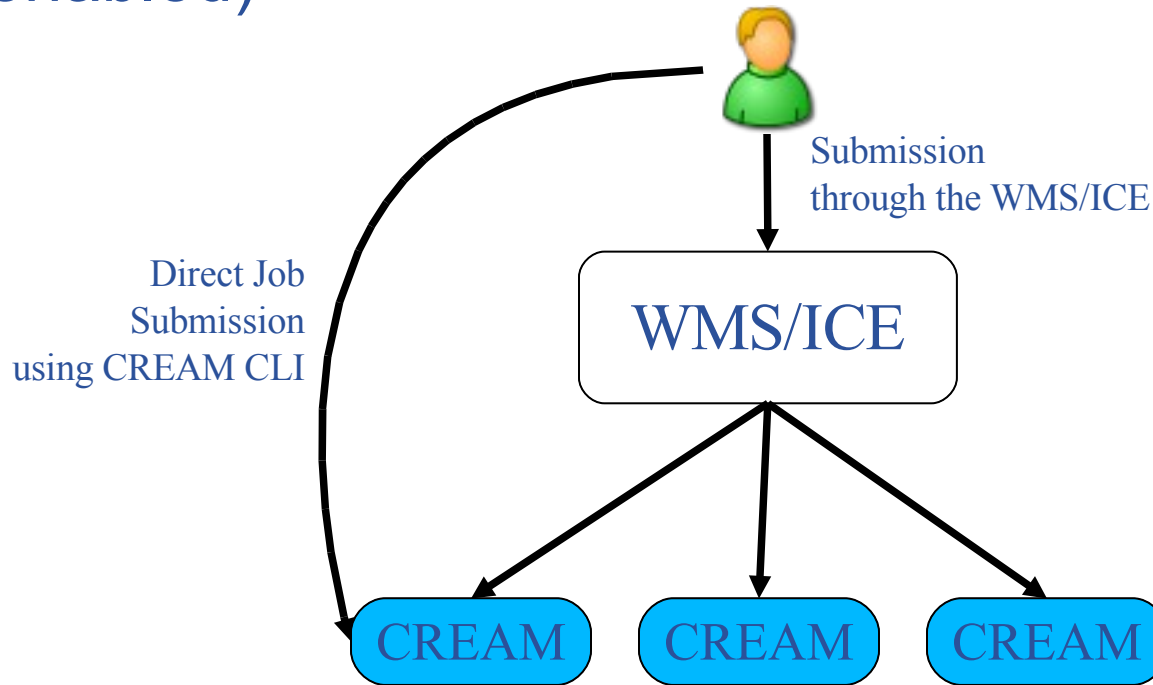 Submission
through the WMS/ICE
Direct Job
Submission
using CREAM CLI
WMS/ICE
CREAM
CREAM
CREAM